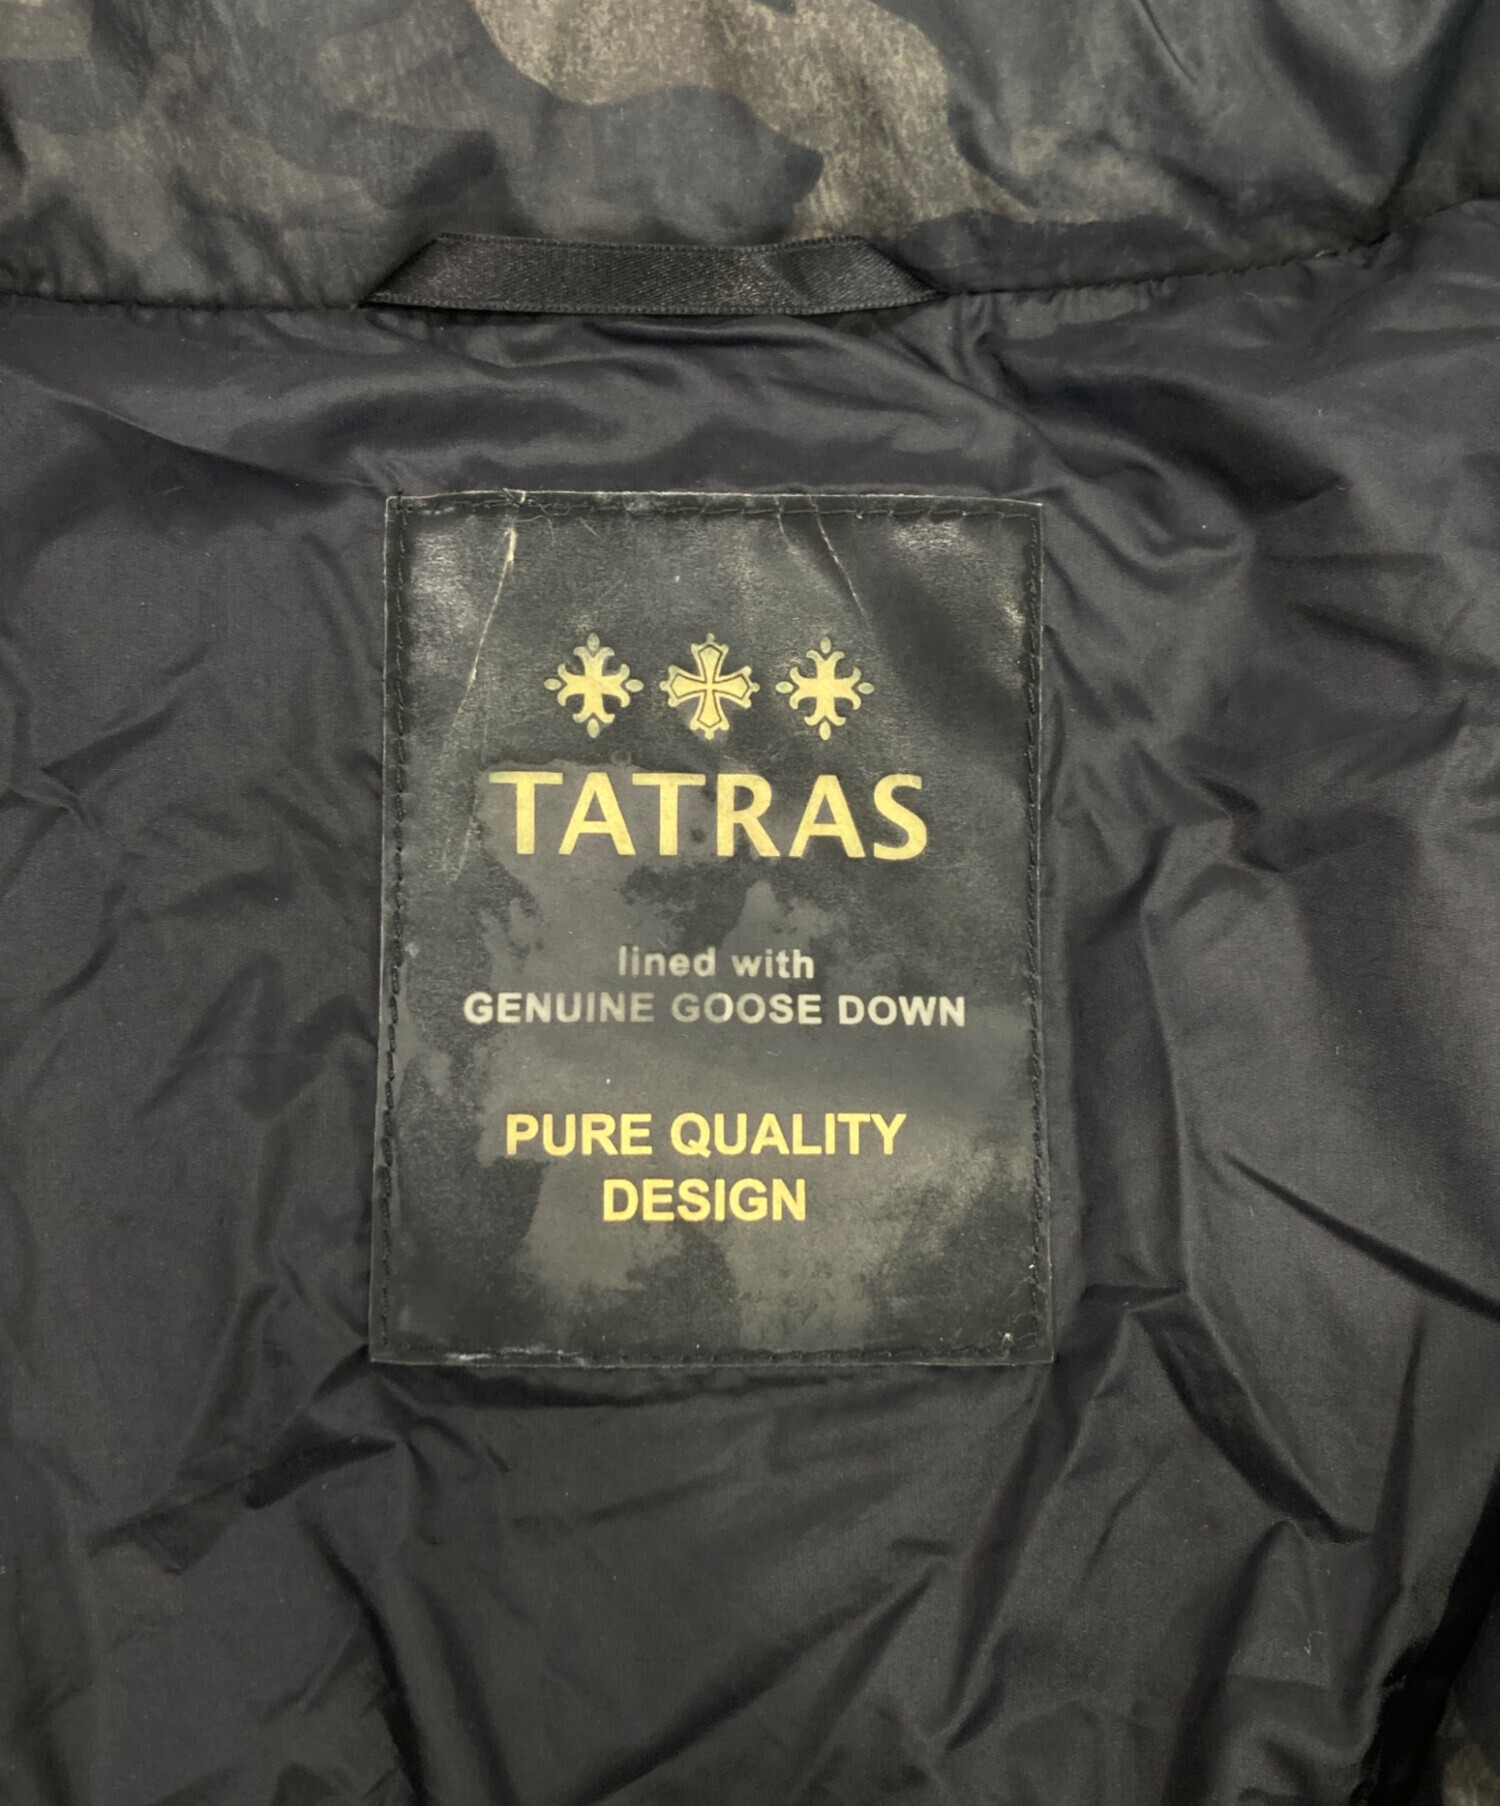 TATRAS
lined with
GENUINE GOOSE DOWN
PURE QUALITY
DESIGN